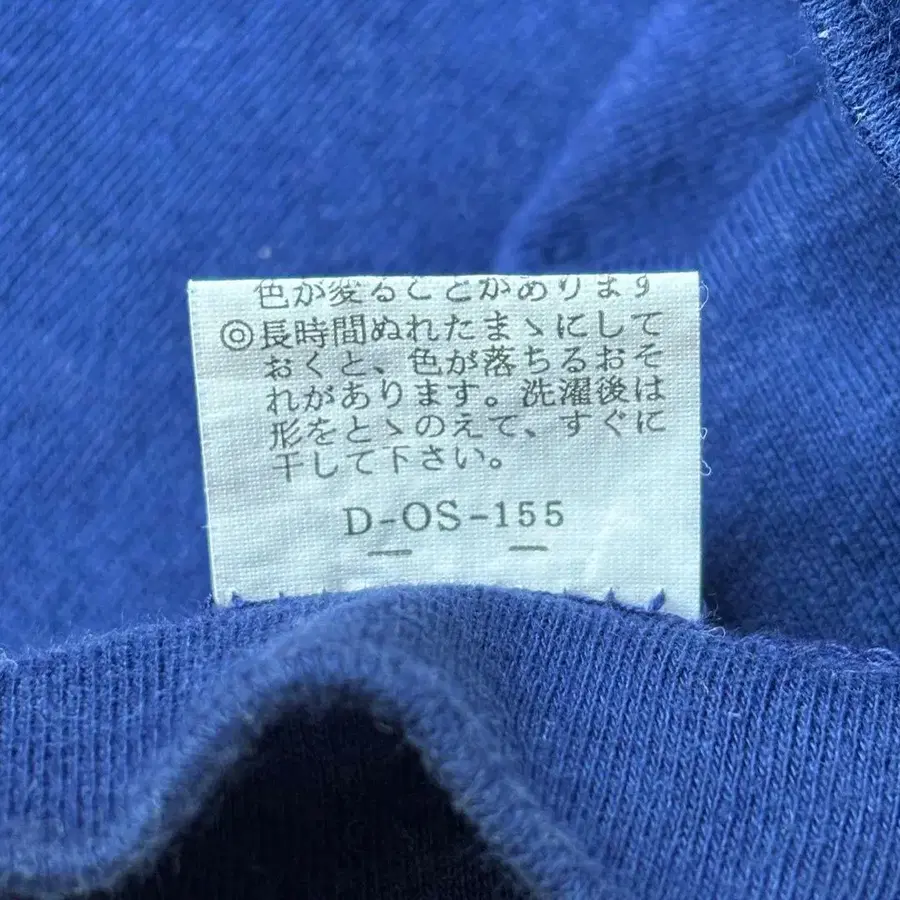 色が変ることがあります
◎長時間ぬれたまゝにして
おくと、色が落ちるおそ
れがあります。洗濯後は
形をとゝのえて、すぐに
干して下さい。
D-OS-155